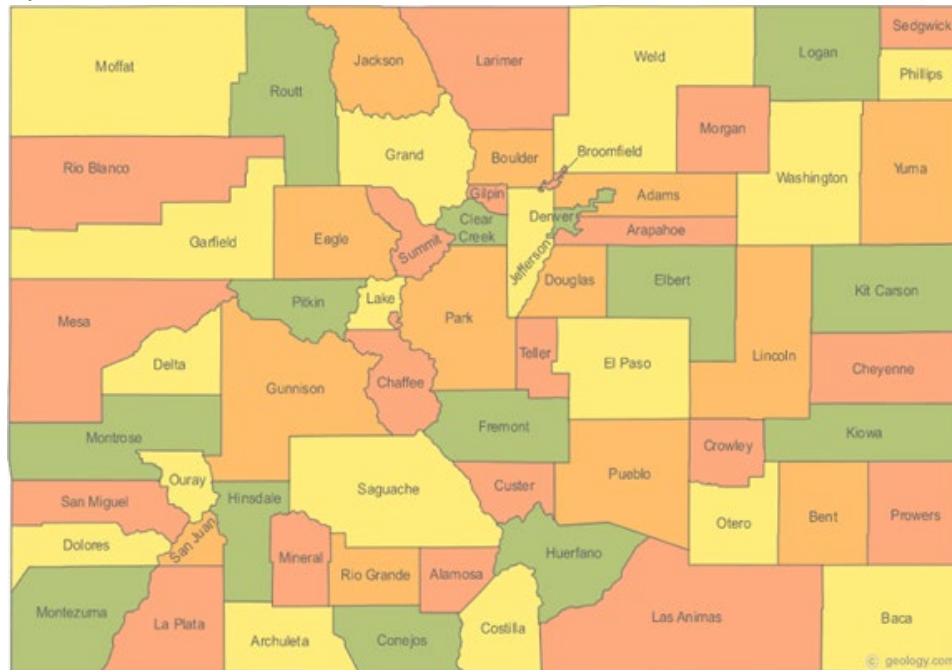 Moffat
Routt
Jackson
Larimer
Weld
Logan
Sedgwick
Phillips
Rio Blanco
Grand
Boulder
Broomfield
Morgan
Washington
Yuma
Garfield
Eagle
Summit
Gilpin
Clear
Creek
Jefferson
Denver
Adams
Arapahoe
Mesa
Pitkin
Lake
Park
Douglas
Elbert
Lincoln
Kit Carson
Delta
Gunnison
Chaffee
Teller
El Paso
Cheyenne
Montrose
Ouray
Fremont
Pueblo
Crowley
Kiowa
San Miguel
Hinsdale
Saguache
Custer
Otero
Bent
Prowers
Dolores
San Juan
Mineral
Rio Grande
Alamosa
Huerfano
Las Animas
Baca
Montezuma
La Plata
Archuleta
Conejos
Costilla
© geology.com